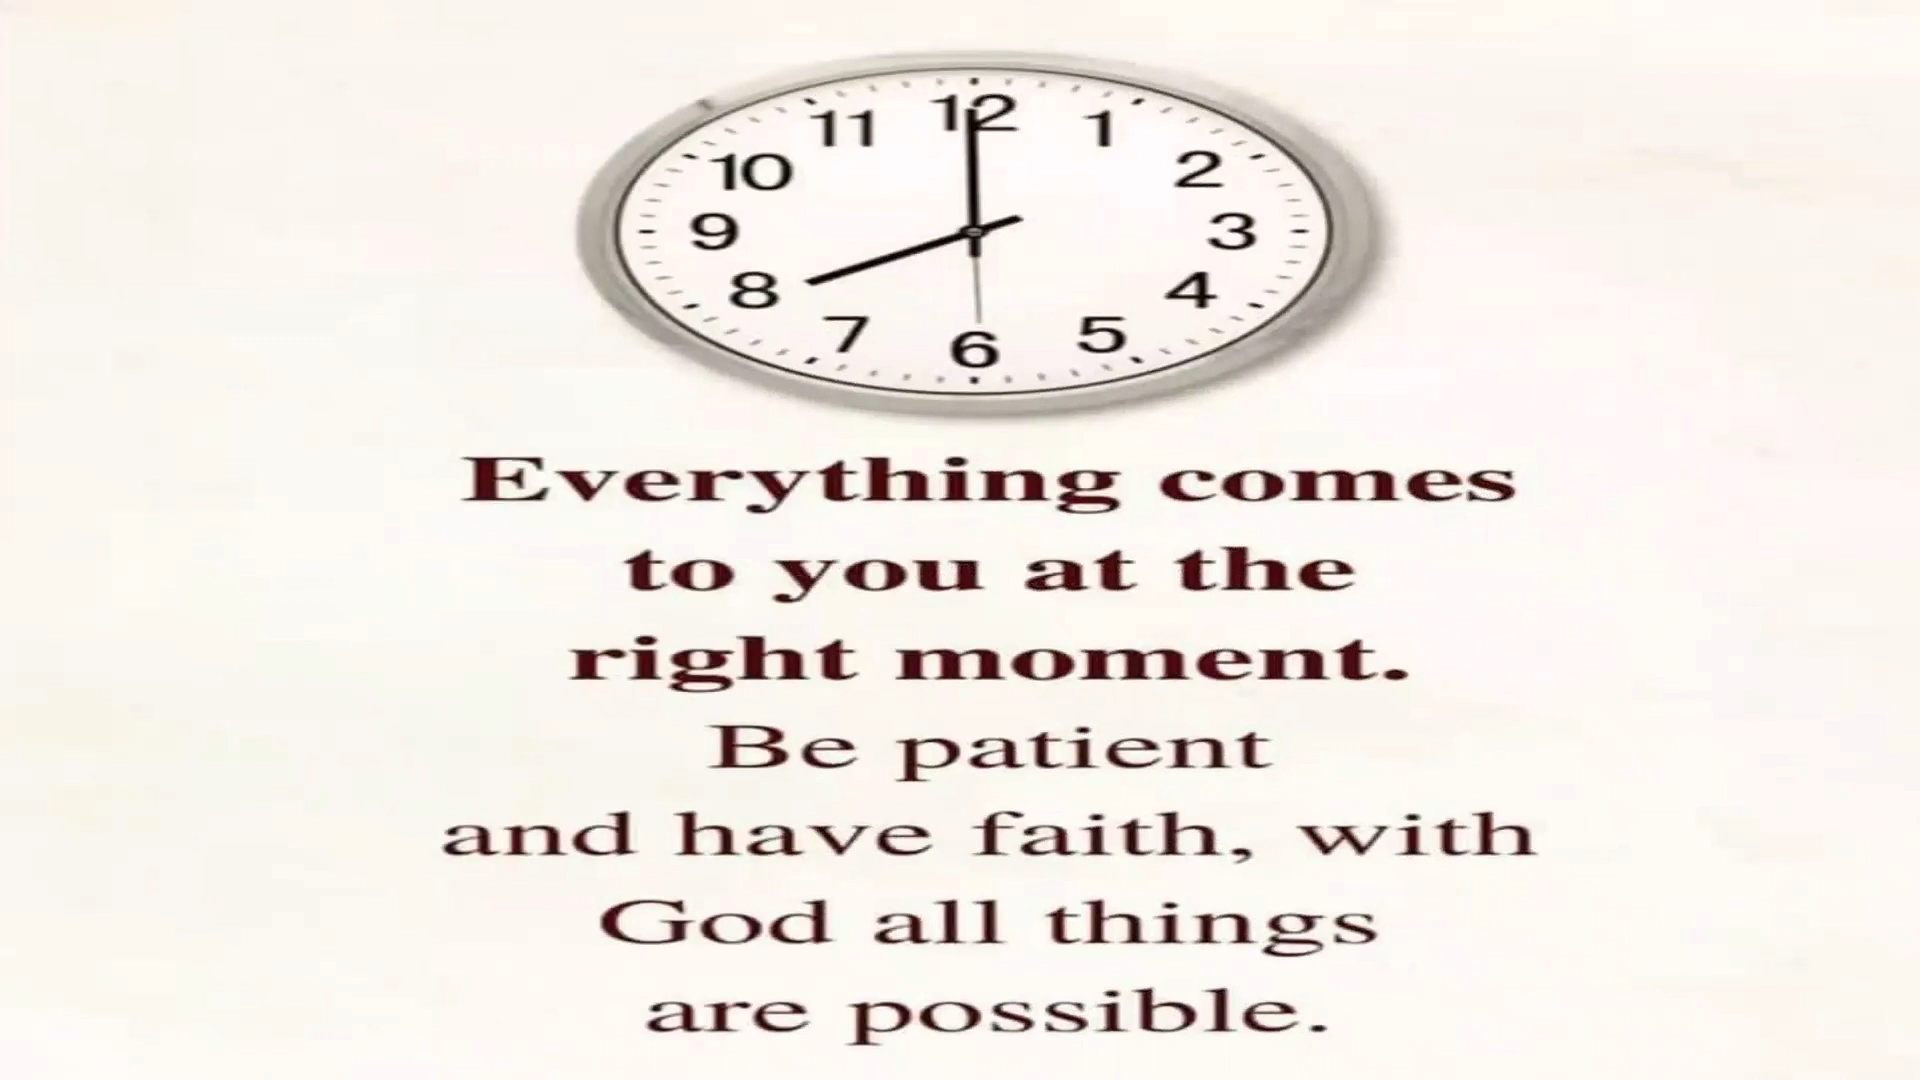 12
11 1
10 2
9 3
8 4
7 5
6
Everything comes
to you at the
right moment.
Be patient
and have faith, with
God all things
are possible.